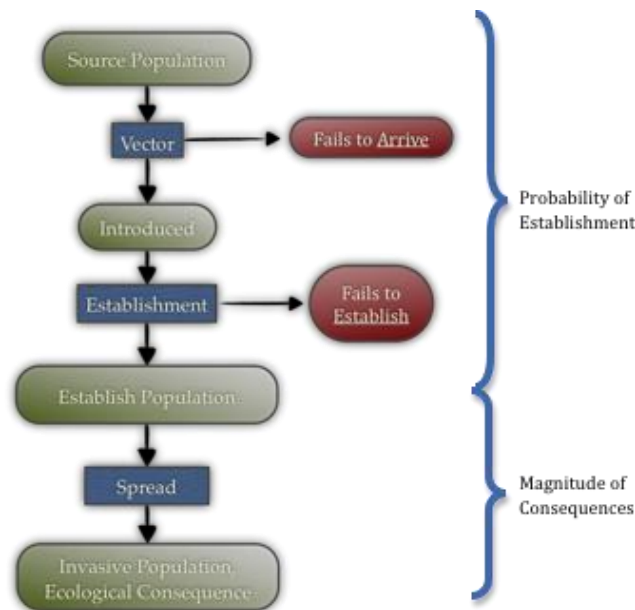 Source Population
Vector
Fails to Arrive
Introduced
Probability of
Establishment
Establishment
Fails to
Establish
Establish Population
Spread
Magnitude of
Consequences
Invasive Population,
Ecological Consequence